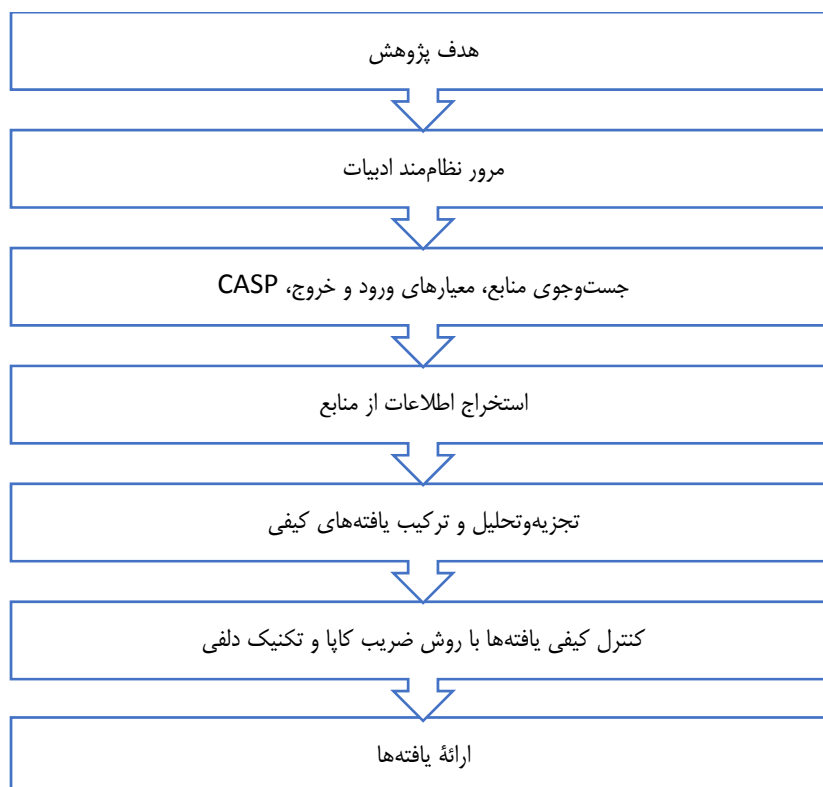 هدف پژوهش
مرور نظام‌مند ادبیات
جست‌وجوی منابع، معیارهای ورود و خروج، CASP
استخراج اطلاعات از منابع
تجزیه‌وتحلیل و ترکیب یافته‌های کیفی
کنترل کیفی یافته‌ها با روش ضریب کاپا و تکنیک دلفی
ارائۀ یافته‌ها